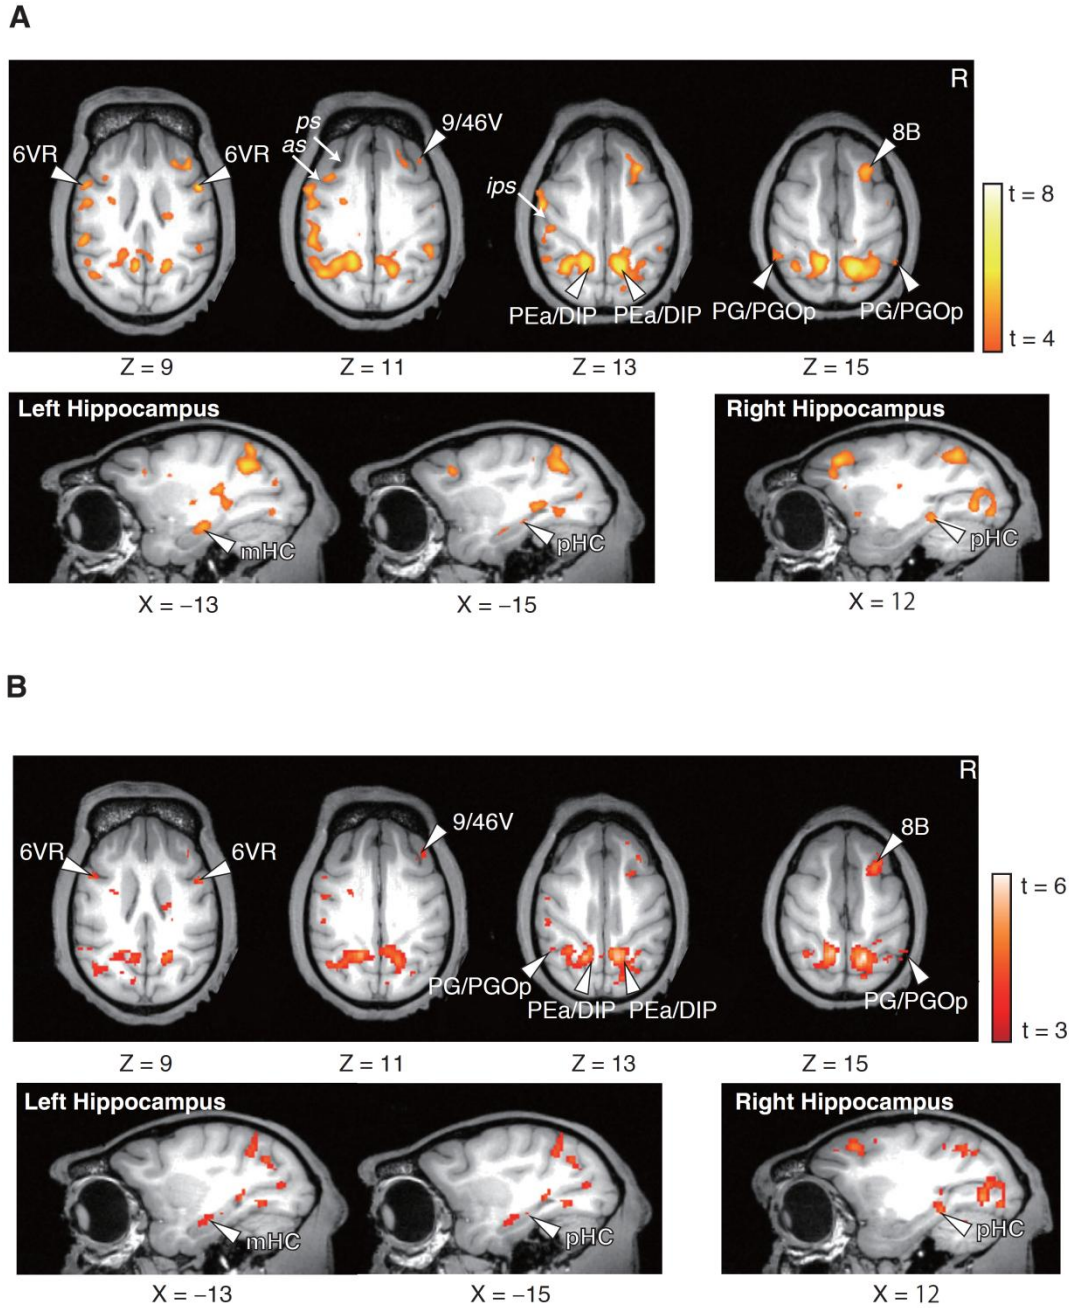 A
R
ps
as
9/46V
6VR
6VR
ips
8B
PEa/DIP
PEa/DIP
PG/PGOp
PG/PGOp
t = 8
t = 4
Z = 9
Z = 11
Z = 13
Z = 15
Left Hippocampus
Right Hippocampus
mHC
pHC
pHC
X = –13
X = –15
X = 12
B
R
6VR
6VR
9/46V
8B
PG/PGOp
PEa/DIP
PEa/DIP
PG/PGOp
t = 6
t = 3
Z = 9
Z = 11
Z = 13
Z = 15
Left Hippocampus
Right Hippocampus
mHC
pHC
pHC
X = –13
X = –15
X = 12